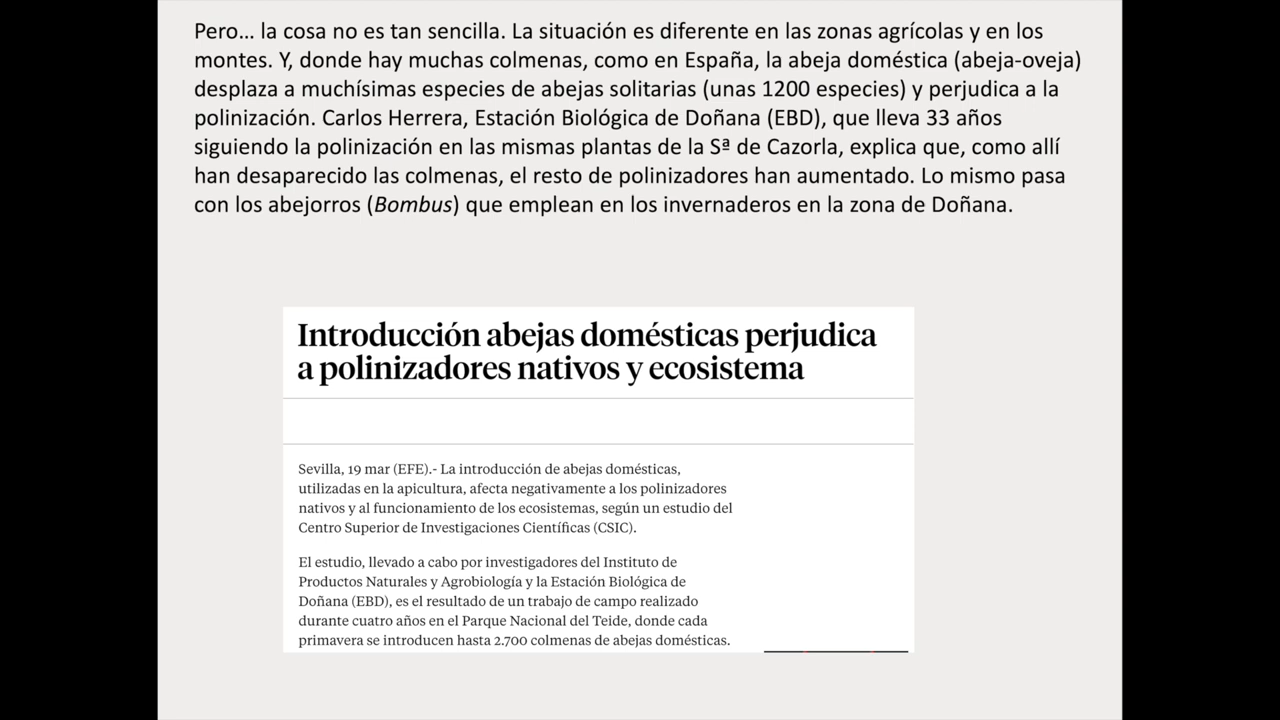 Pero… la cosa no es tan sencilla. La situación es diferente en las zonas agrícolas y en los
montes. Y, donde hay muchas colmenas, como en España, la abeja doméstica (abeja-oveja)
desplaza a muchísimas especies de abejas solitarias (unas 1200 especies) y perjudica a la
polinización. Carlos Herrera, Estación Biológica de Doñana (EBD), que lleva 33 años
siguiendo la polinización en las mismas plantas de la Sª de Cazorla, explica que, como allí
han desaparecido las colmenas, el resto de polinizadores han aumentado. Lo mismo pasa
con los abejorros (Bombus) que emplean en los invernaderos en la zona de Doñana.
Introducción abejas domésticas perjudica
a polinizadores nativos y ecosistema
Sevilla, 19 mar (EFE).- La introducción de abejas domésticas,
utilizadas en la apicultura, afecta negativamente a los polinizadores
nativos y al funcionamiento de los ecosistemas, según un estudio del
Centro Superior de Investigaciones Científicas (CSIC).
El estudio, llevado a cabo por investigadores del Instituto de
Productos Naturales y Agrobiología y la Estación Biológica de
Doñana (EBD), es el resultado de un trabajo de campo realizado
durante cuatro años en el Parque Nacional del Teide, donde cada
primavera se introducen hasta 2.700 colmenas de abejas domésticas.